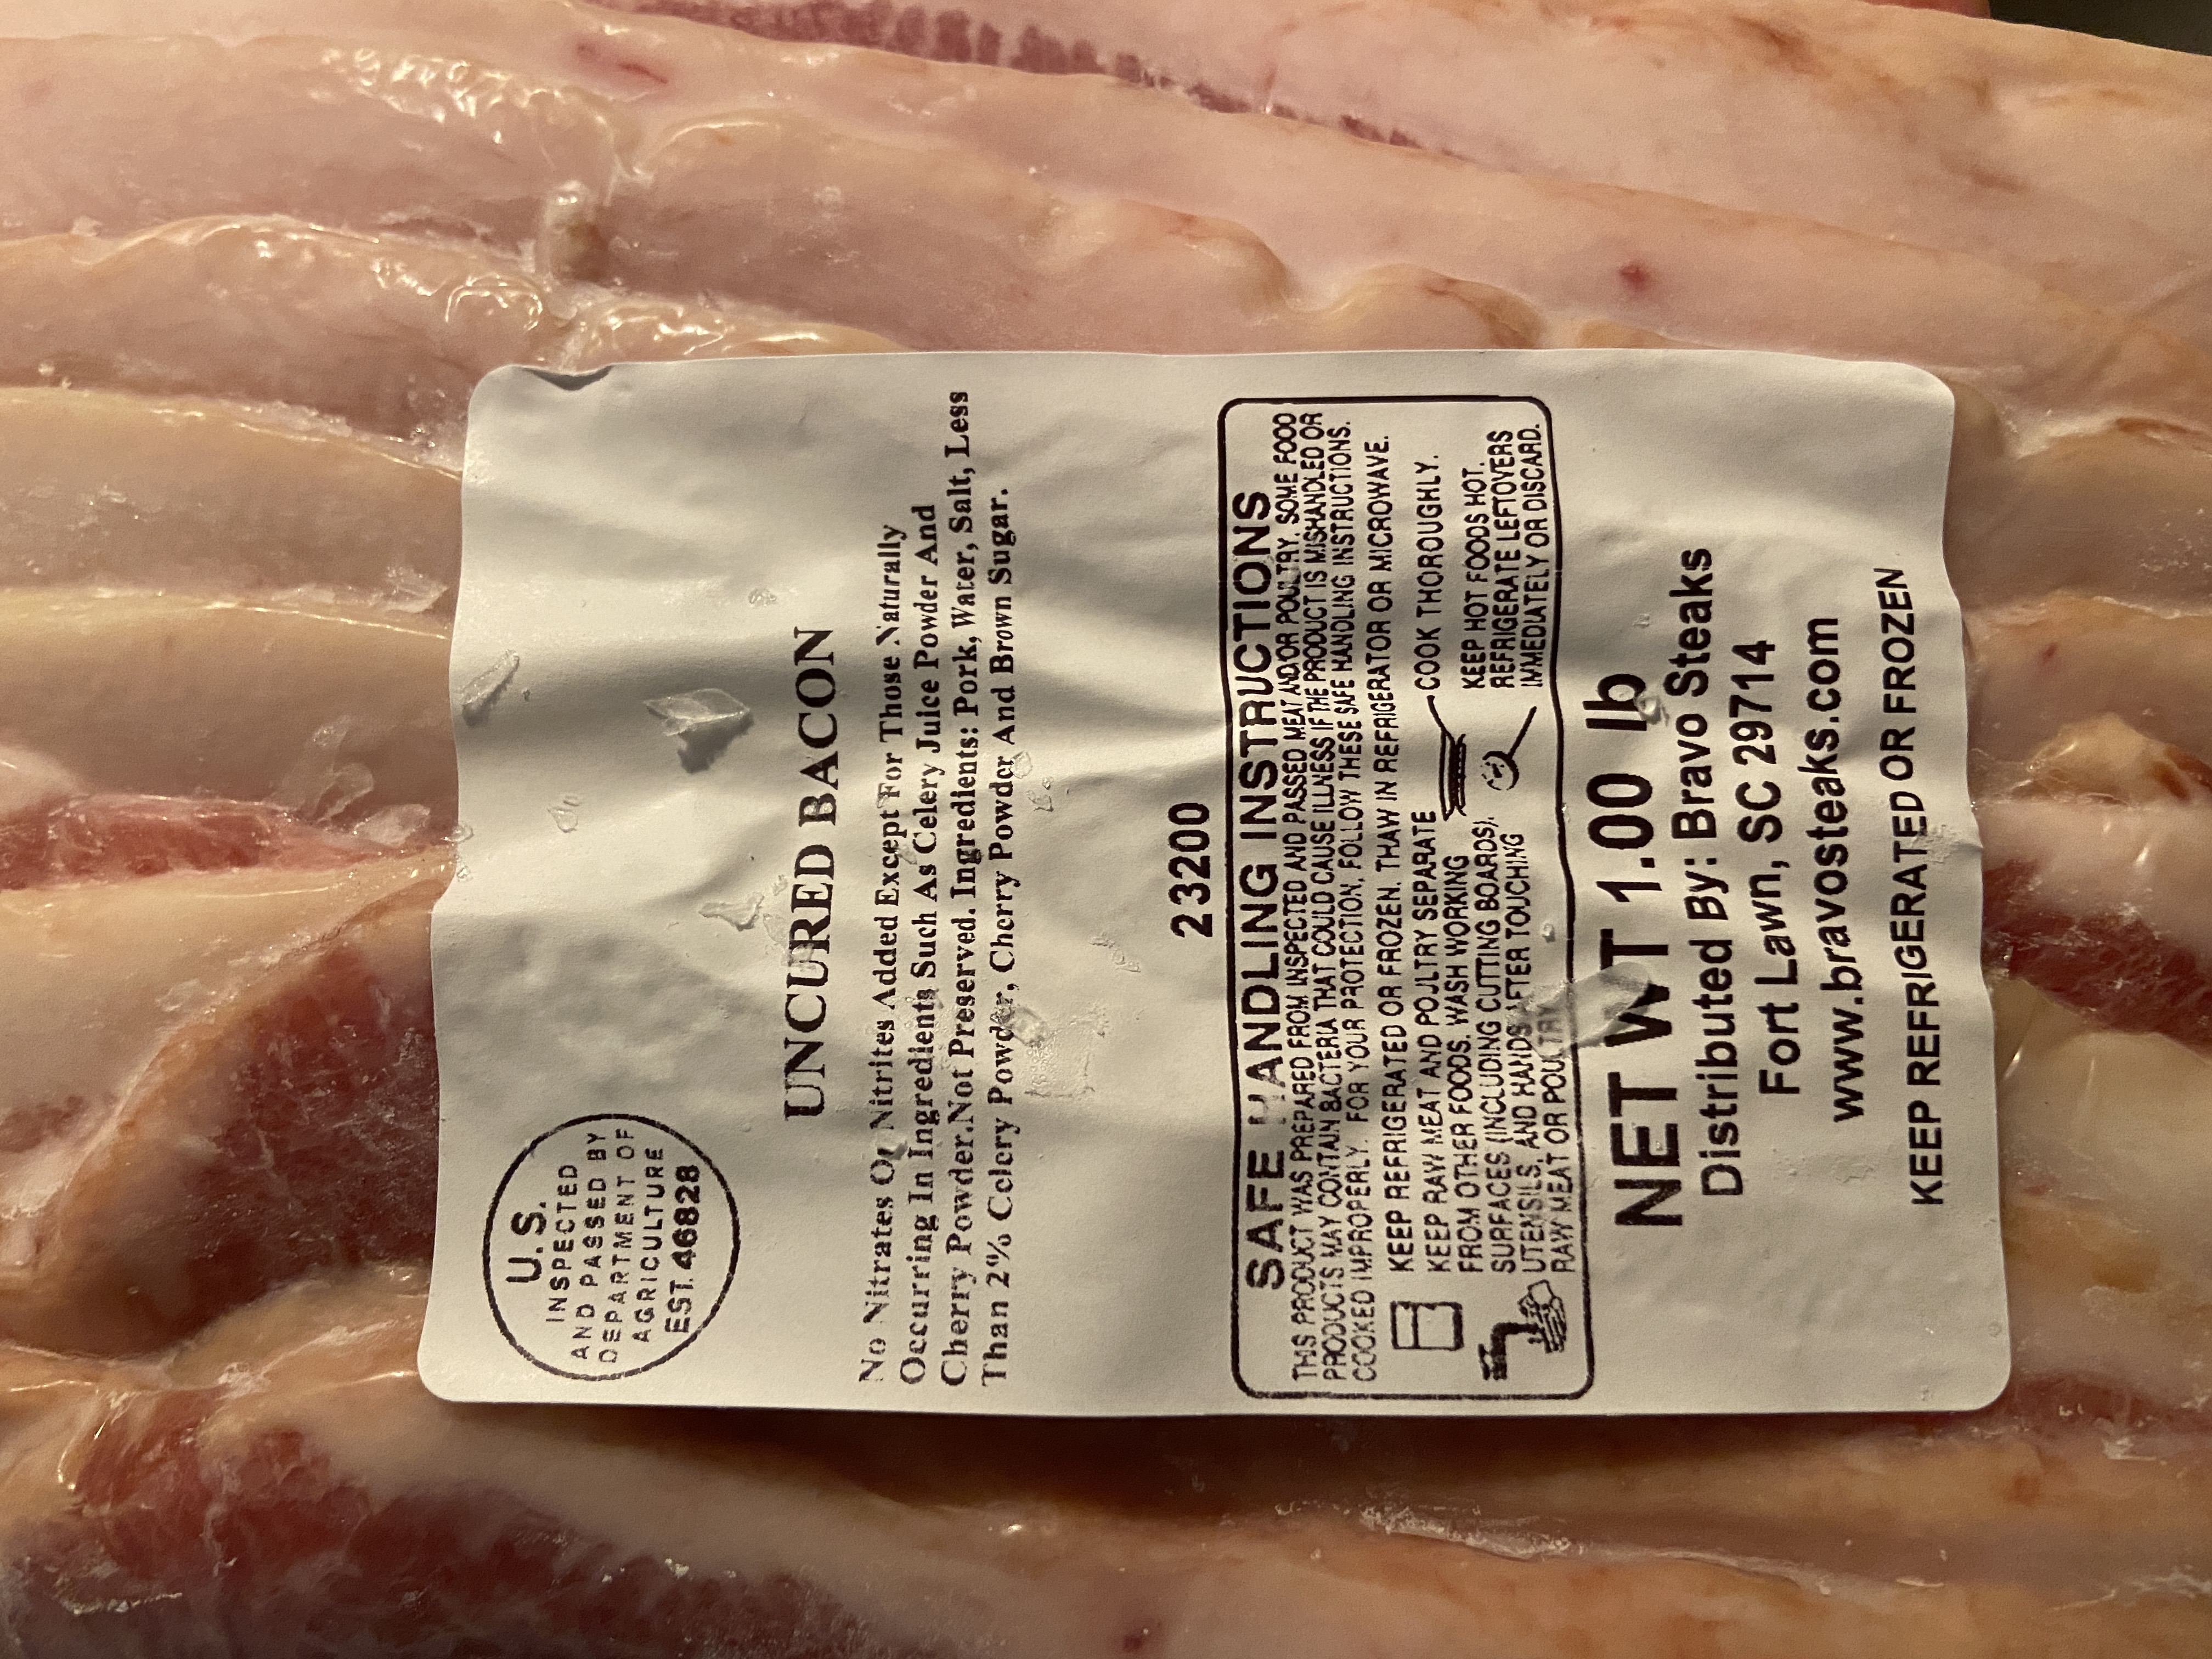 U.S.
INSPECTED
AND PASSED BY
DEPARTMENT OF
AGRICULTURE
EST. 46828
UNCURED BACON
No Nitrates Or Nitrites Added Except For Those Naturally
Occurring In Ingredients Such As Celery Juice Powder And
Cherry Powder.Not Preserved. Ingredients: Pork, Water, Salt, Less
Than 2% Celery Powder, Cherry Powder And Brown Sugar.
23200
SAFE HANDLING INSTRUCTIONS
THIS PRODUCT WAS PREPARED FROM INSPECTED AND PASSED MEAT AND/OR POULTRY. SOME FOOD
PRODUCTS MAY CONTAIN BACTERIA THAT COULD CAUSE ILLNESS IF THE PRODUCT IS MISHANDLED OR
COOKED IMPROPERLY. FOR YOUR PROTECTION, FOLLOW THESE SAFE HANDLING INSTRUCTIONS.
KEEP REFRIGERATED OR FROZEN. THAW IN REFRIGERATOR OR MICROWAVE.
KEEP RAW MEAT AND POULTRY SEPARATE
FROM OTHER FOODS. WASH WORKING
SURFACES (INCLUDING CUTTING BOARDS),
UTENSILS, AND HANDS AFTER TOUCHING
RAW MEAT OR POULTRY.
COOK THOROUGHLY.
KEEP HOT FOODS HOT.
REFRIGERATE LEFTOVERS
IMMEDIATELY OR DISCARD.
NET WT 1.00 lb
Distributed By: Bravo Steaks
Fort Lawn, SC 29714
www.bravosteaks.com
KEEP REFRIGERATED OR FROZEN